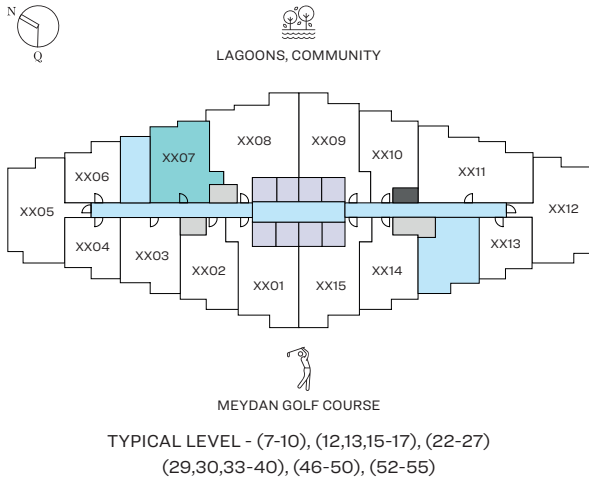 N
Q
LAGOONS, COMMUNITY
XX07
XX08
XX09
XX10
XX06
XX11
XX05
XX12
XX04
XX03
XX02
XX01
XX15
XX14
XX13
MEYDAN GOLF COURSE
TYPICAL LEVEL - (7-10), (12,13,15-17), (22-27)
(29,30,33-40), (46-50), (52-55)